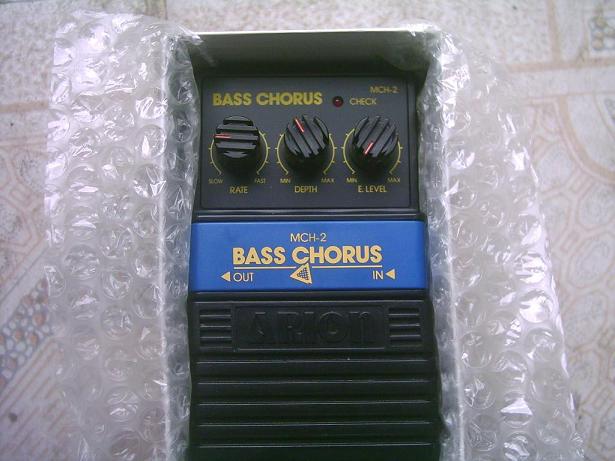 MCH-2
BASS CHORUS CHECK
SLOW FAST MIN MAX MIN MAX
RATE DEPTH E. LEVEL
MCH-2
BASS CHORUS
OUT IN
ARION